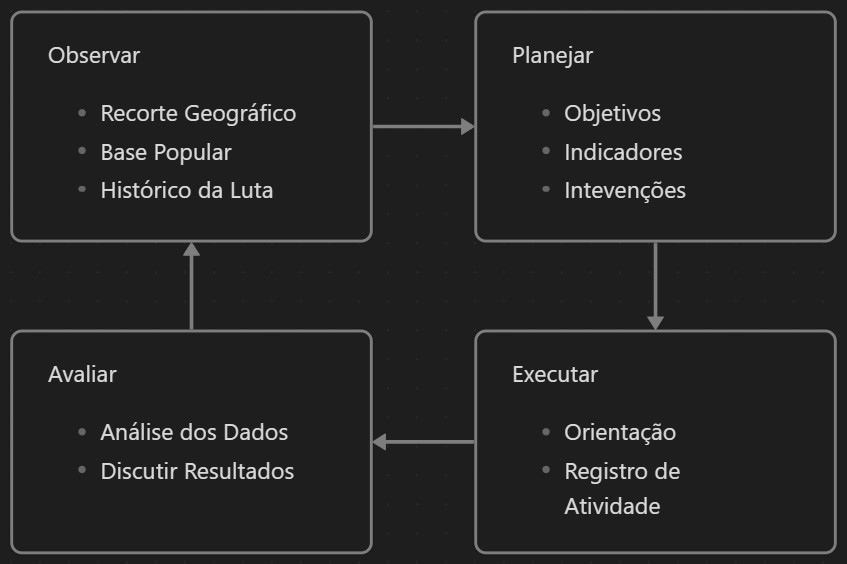 Observar
Recorte Geográfico
Base Popular
Histórico da Luta
Planejar
Objetivos
Indicadores
Intevenções
Avaliar
Análise dos Dados
Discutir Resultados
Executar
Orientação
Registro de
Atividade